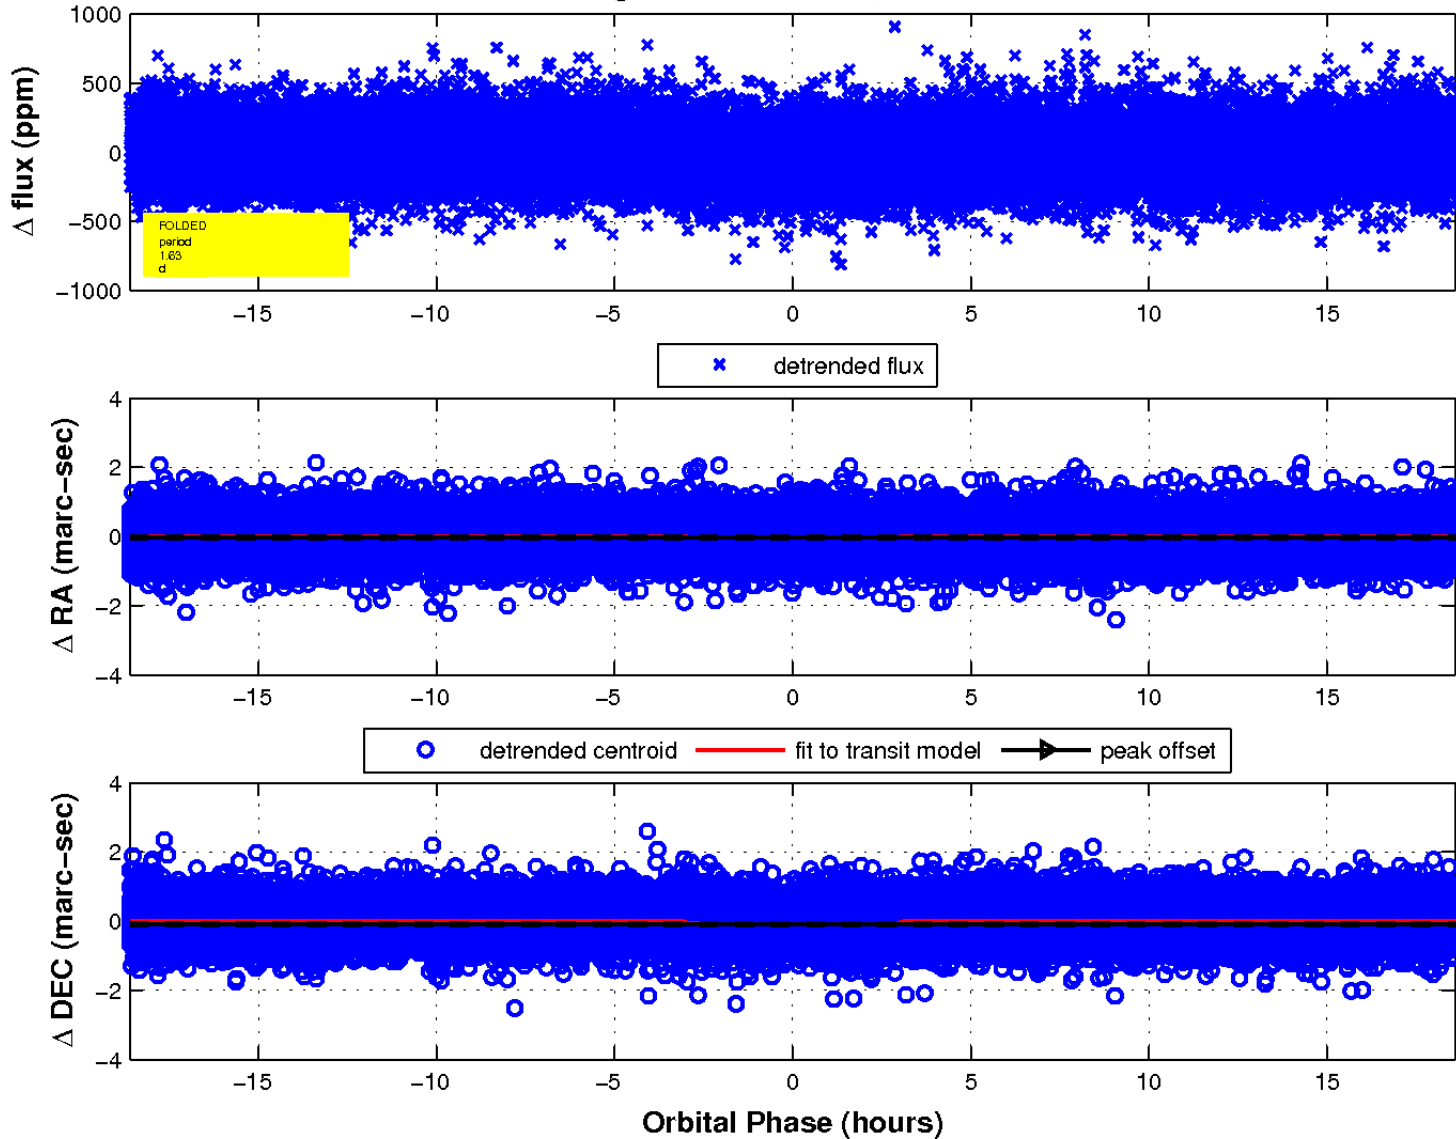 1000
500
0
−500
−1000
Δ flux (ppm)
FOLDED
period
1.63
d
−15 −10 −5 0 5 10 15
detrended flux
4
2
0
−2
−4
Δ RA (marc−sec)
−15 −10 −5 0 5 10 15
detrended centroid fit to transit model peak offset
4
2
0
−2
−4
Δ DEC (marc−sec)
−15 −10 −5 0 5 10 15
Orbital Phase (hours)